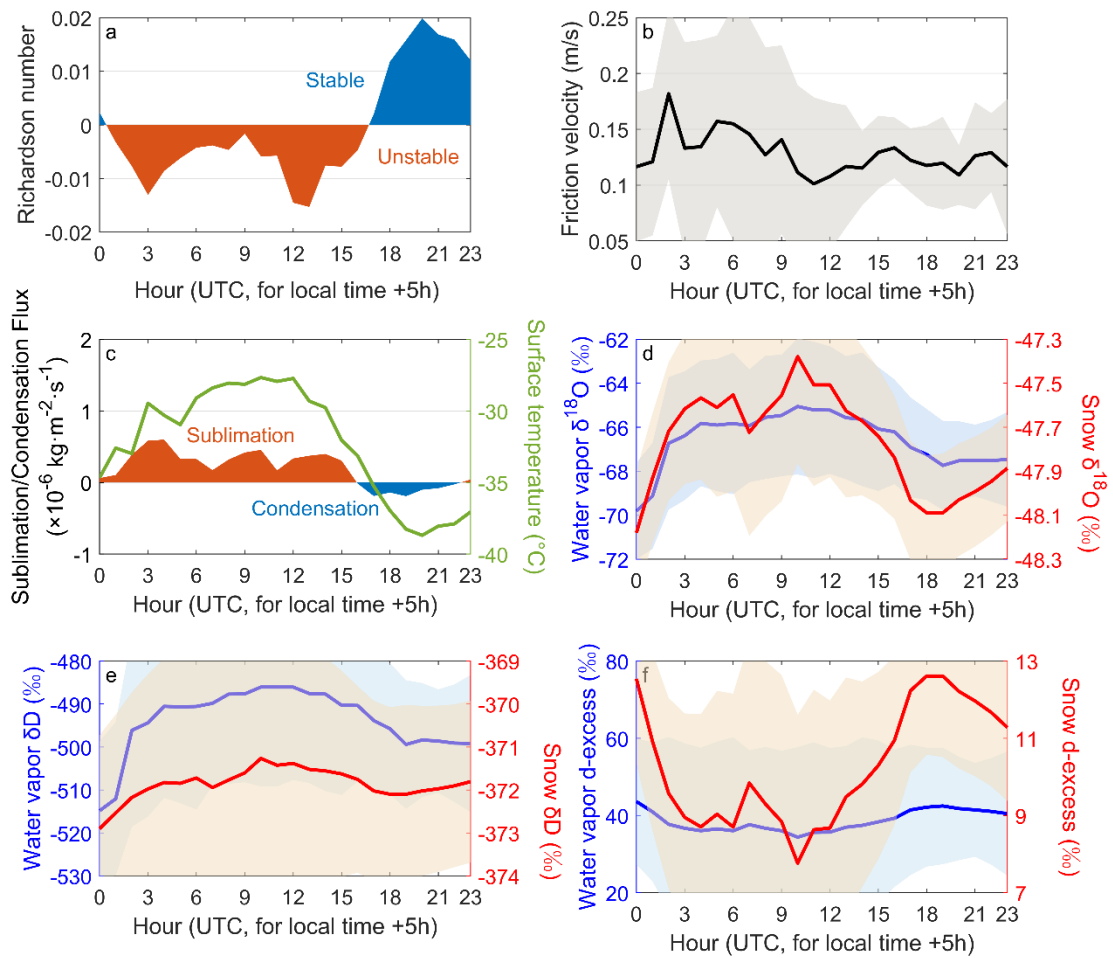 a
Richardson number
0.02
0.01
0
-0.01
-0.02
Stable
Unstable
0 3 6 9 12 15 18 21 23
Hour (UTC, for local time +5h)
b
Friction velocity (m/s)
0.25
0.2
0.15
0.1
0.05
0 3 6 9 12 15 18 21 23
Hour (UTC, for local time +5h)
c
Sublimation/Condensation Flux
(×10⁻⁶ kg·m⁻²·s⁻¹)
2
1
0
-1
Sublimation
Condensation
-25
-30
-35
-40
Surface temperature (°C)
0 3 6 9 12 15 18 21 23
Hour (UTC, for local time +5h)
d
Water vapor δ¹⁸O (‰)
-62
-64
-66
-68
-70
-72
-47.3
-47.5
-47.7
-47.9
-48.1
-48.3
Snow δ¹⁸O (‰)
0 3 6 9 12 15 18 21 23
Hour (UTC, for local time +5h)
e
Water vapor δD (‰)
-480
-490
-500
-510
-520
-530
-369
-370
-371
-372
-373
-374
Snow δD (‰)
0 3 6 9 12 15 18 21 23
Hour (UTC, for local time +5h)
f
Water vapor d-excess (‰)
80
60
40
20
13
11
9
7
Snow d-excess
(‰)
0 3 6 9 12 15 18 21 23
Hour (UTC, for local time +5h)